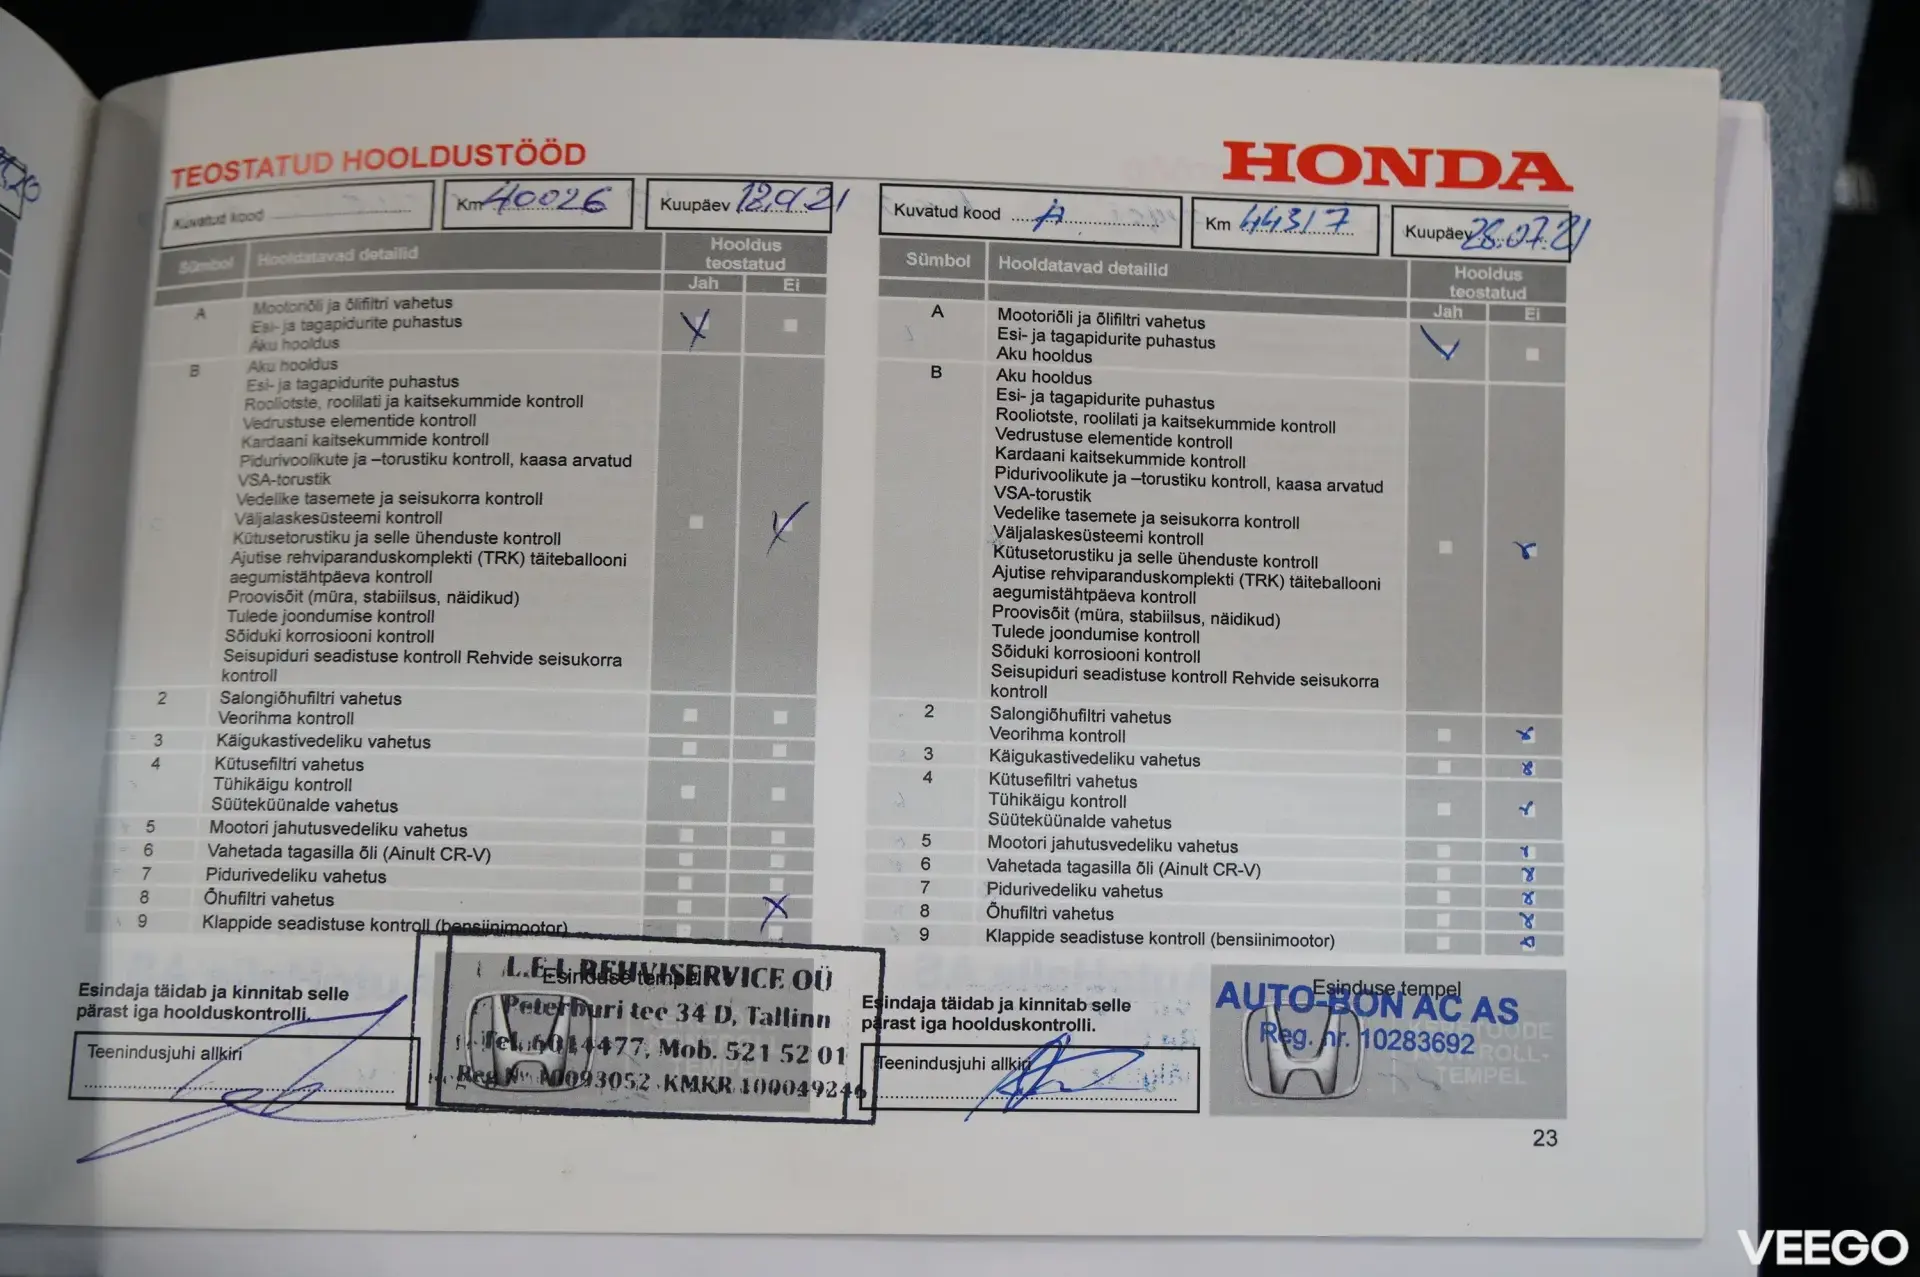 TEOSTATUD HOOLDUSTÖÖD
HONDA
Kuvatud kood
Km 40026
Kuupäev
Sümbol
Hooldatavad detailid
Hooldus
teostatud
Jah
Ei
A
Mootoriõli ja õlifiltri vahetus
Esi- ja tagapidurite puhastus
Aku hooldus
B
Aku hooldus
Esi- ja tagapidurite puhastus
Rooliotste, roolilati ja kaitsekummide kontroll
Vedrustuse elementide kontroll
Kardaani kaitsekummide kontroll
Pidurivoolikute ja –torustiku kontroll, kaasa arvatud
VSA-torustik
Vedelike tasemete ja seisukorra kontroll
Väljalaskesüsteemi kontroll
Kütusetorustiku ja selle ühenduste kontroll
Ajutise rehviparanduskomplekti (TRK) täiteballooni
aegumistähtpäeva kontroll
Proovisõit (müra, stabiilsus, näidikud)
Tulede joondumise kontroll
Sõiduki korrosiooni kontroll
Seisupiduri seadistuse kontroll Rehvide seisukorra
kontroll
2
Salongiõhufiltri vahetus
Veorihma kontroll
3
Käigukastivedeliku vahetus
4
Kütusefiltri vahetus
Tühikäigu kontroll
Süüteküünalde vahetus
5
Mootori jahutusvedeliku vahetus
6
Vahetada tagasilla õli (Ainult CR-V)
7
Pidurivedeliku vahetus
8
Õhufiltri vahetus
9
Klappide seadistuse kontroll (bensiinimootor)
Esindaja täidab ja kinnitab selle
pärast iga hoolduskontrolli.
Teenindusjuhi allkiri
Esinduse tempel
L.E.L REHVISERVICE OÜ
Peterburi tee 34 D, Tallinn
Tel. 6014477, Mob. 521 52 01
Reg № 10093052 KMKR 100049246
Kuvatud kood A
Km 44317
Kuupäev 28.07.21
Sümbol
Hooldatavad detailid
Hooldus
teostatud
Jah
Ei
A
Mootoriõli ja õlifiltri vahetus
Esi- ja tagapidurite puhastus
Aku hooldus
B
Aku hooldus
Esi- ja tagapidurite puhastus
Rooliotste, roolilati ja kaitsekummide kontroll
Vedrustuse elementide kontroll
Kardaani kaitsekummide kontroll
Pidurivoolikute ja –torustiku kontroll, kaasa arvatud
VSA-torustik
Vedelike tasemete ja seisukorra kontroll
Väljalaskesüsteemi kontroll
Kütusetorustiku ja selle ühenduste kontroll
Ajutise rehviparanduskomplekti (TRK) täiteballooni
aegumistähtpäeva kontroll
Proovisõit (müra, stabiilsus, näidikud)
Tulede joondumise kontroll
Sõiduki korrosiooni kontroll
Seisupiduri seadistuse kontroll Rehvide seisukorra
kontroll
2
Salongiõhufiltri vahetus
Veorihma kontroll
3
Käigukastivedeliku vahetus
4
Kütusefiltri vahetus
Tühikäigu kontroll
Süüteküünalde vahetus
5
Mootori jahutusvedeliku vahetus
6
Vahetada tagasilla õli (Ainult CR-V)
7
Pidurivedeliku vahetus
8
Õhufiltri vahetus
9
Klappide seadistuse kontroll (bensiinimootor)
Esindaja täidab ja kinnitab selle
pärast iga hoolduskontrolli.
Teenindusjuhi allkiri
Esinduse tempel
AUTO-BON AC AS
Reg. nr. 10283692
KERETÖÖDE
KONTROLL-
TEMPEL
23
VEEGO